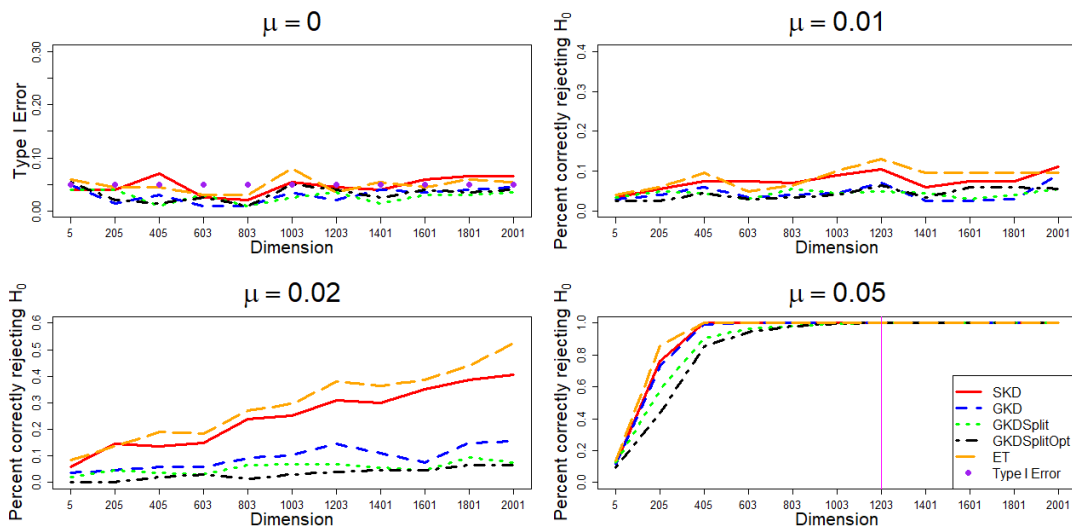 μ = 0
Type I Error
0.00 0.10 0.20 0.30
5 205 405 603 803 1003 1203 1401 1601 1801 2001
Dimension
μ = 0.01
Percent correctly rejecting H₀
0.0 0.1 0.2 0.3 0.4
5 205 405 603 803 1003 1203 1401 1601 1801 2001
Dimension
μ = 0.02
Percent correctly rejecting H₀
0.0 0.1 0.2 0.3 0.4 0.5 0.6
5 205 405 603 803 1003 1203 1401 1601 1801 2001
Dimension
μ = 0.05
Percent correctly rejecting H₀
0.0 0.2 0.4 0.6 0.8 1.0
5 205 405 603 803 1003 1203 1401 1601 1801 2001
Dimension
SKD
GKD
GKDSplit
GKDSplitOpt
ET
Type I Error